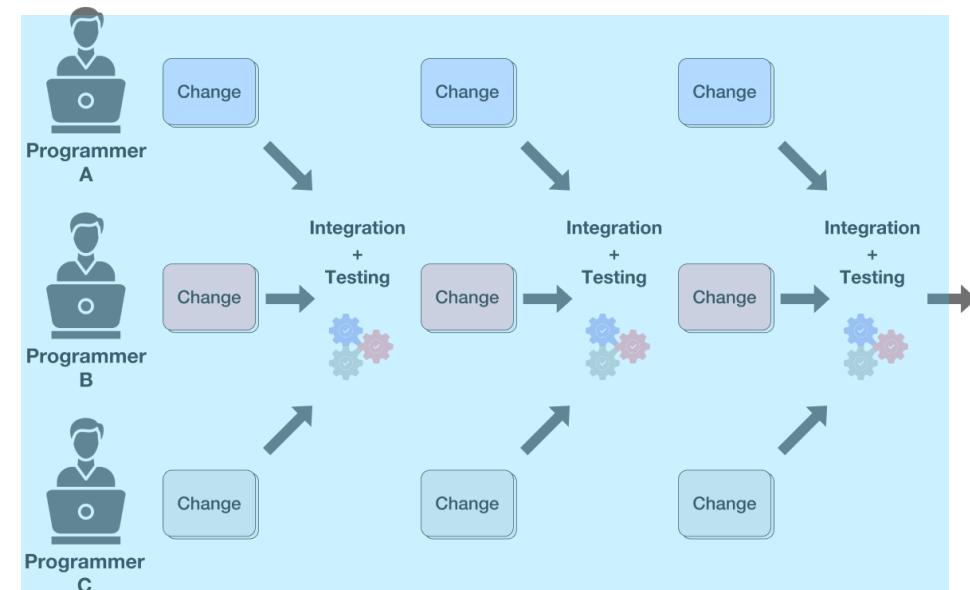 Change Change Change
Programmer
A
Integration Integration Integration
+ + +
Testing Testing Testing
Change Change Change
Programmer
B
Change Change Change
Programmer
C